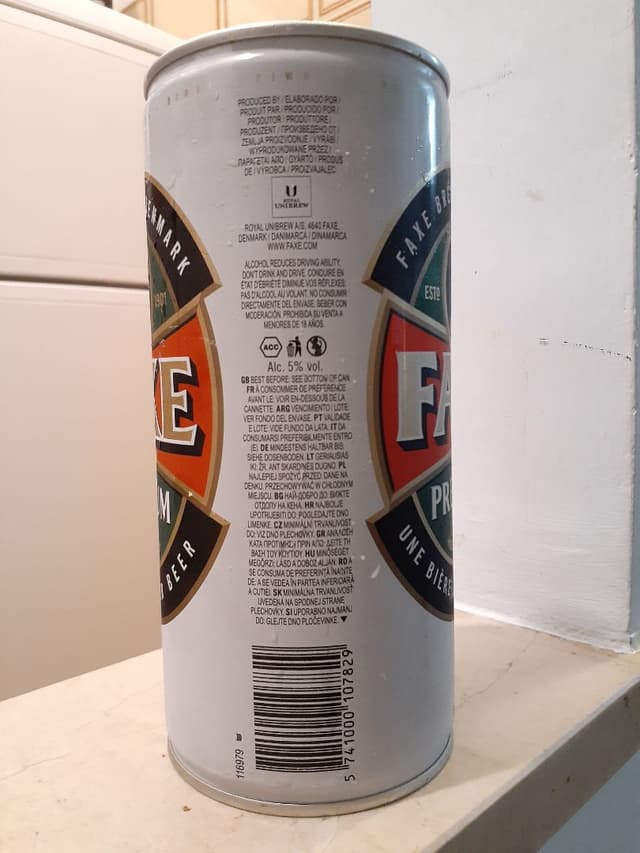 PIWO
PRODUCED BY / ELABORADO POR /
PRODUIT PAR / PRODUCIDO POR /
PRODUTOR / PRODUTTORE /
PRODUZENT / ПРОИЗВЕДЕНО ОТ /
ZEMLJA PROIZVODNJE / VYRÁBÍ
WYPRODUKOWANE PRZEZ /
ΠΑΡΑΓΕΤΑΙ ΑΠΟ / GYÁRTÓ / PRODUS
DE / VÝROBCA / PROIZVAJALEC
ROYAL
UNIBREW
ROYAL UNIBREW A/S, 4640 FAXE,
DENMARK / DANIMARCA / DINAMARCA
WWW.FAXE.COM
ALCOHOL REDUCES DRIVING ABILITY,
DON'T DRINK AND DRIVE. CONDUIRE EN
ÉTAT D'ÉBRIÉTÉ DIMINUE VOS RÉFLEXES:
PAS D'ALCOOL AU VOLANT. NO CONSUMIR
DIRECTAMENTE DEL ENVASE. BEBER CON
MODERACIÓN. PROHIBIDA SU VENTA A
MENORES DE 18 AÑOS.
ACC
Alc. 5% vol.
GB BEST BEFORE: SEE BOTTOM OF CAN
FR À CONSOMMER DE PRÉFÉRENCE
AVANT LE: VOIR EN-DESSOUS DE LA
CANNETTE. ARG VENCIMIENTO / LOTE:
VER FONDO DEL ENVASE. PT VALIDADE
E LOTE: VIDE FUNDO DA LATA. IT DA
CONSUMARSI PREFERIBILMENTE ENTRO
(E) DE MINDESTENS HALTBAR BIS:
SIEHE DOSENBODEN. LT GERIAUSIAS
IKI: ŽR. ANT SKARDINĖS DUGNO. PL
NAJLEPIEJ SPOŻYĆ PRZED: DANE NA
DENKU. PRZECHOWYWAĆ W CHŁODNYM
MIEJSCU. BG НАЙ-ДОБРО ДО: ВИЖТЕ
ОТДОЛУ НА КЕНА. HR NAJBOLJE
UPOTRIJEBITI DO: POGLEDAJTE DNO
LIMENKE. CZ MINIMÁLNÍ TRVANLIVOST
DO: VIZ DNO PLECHOVKY. GR ΑΝΑΛΩΣΗ
ΚΑΤΑ ΠΡΟΤΙΜΗΣΗ ΠΡΙΝ ΑΠΟ: ΔΕΙΤΕ ΤΗ
ΒΑΣΗ ΤΟΥ ΚΟΥΤΙΟΥ. HU MINŐSÉGÉT
MEGŐRZI: LÁSD A DOBOZ ALJÁN. RO A
SE CONSUMA DE PREFERINȚĂ ÎNAINTE
DE: A SE VEDEA ÎN PARTEA INFERIOARĂ
A CUTIEI. SK MINIMÁLNA TRVANLIVOSŤ
UVEDENÁ NA SPODNEJ STRANE
PLECHOVKY. SI UPORABNO NAJMANJ
DO: GLEJTE DNO PLOČEVINKE. ▼
116979
5 741000 107829
ENMARK
1901
XE
M
BEER
FAXE BRE
ESTD
FA
PR
UNE BIÈRE